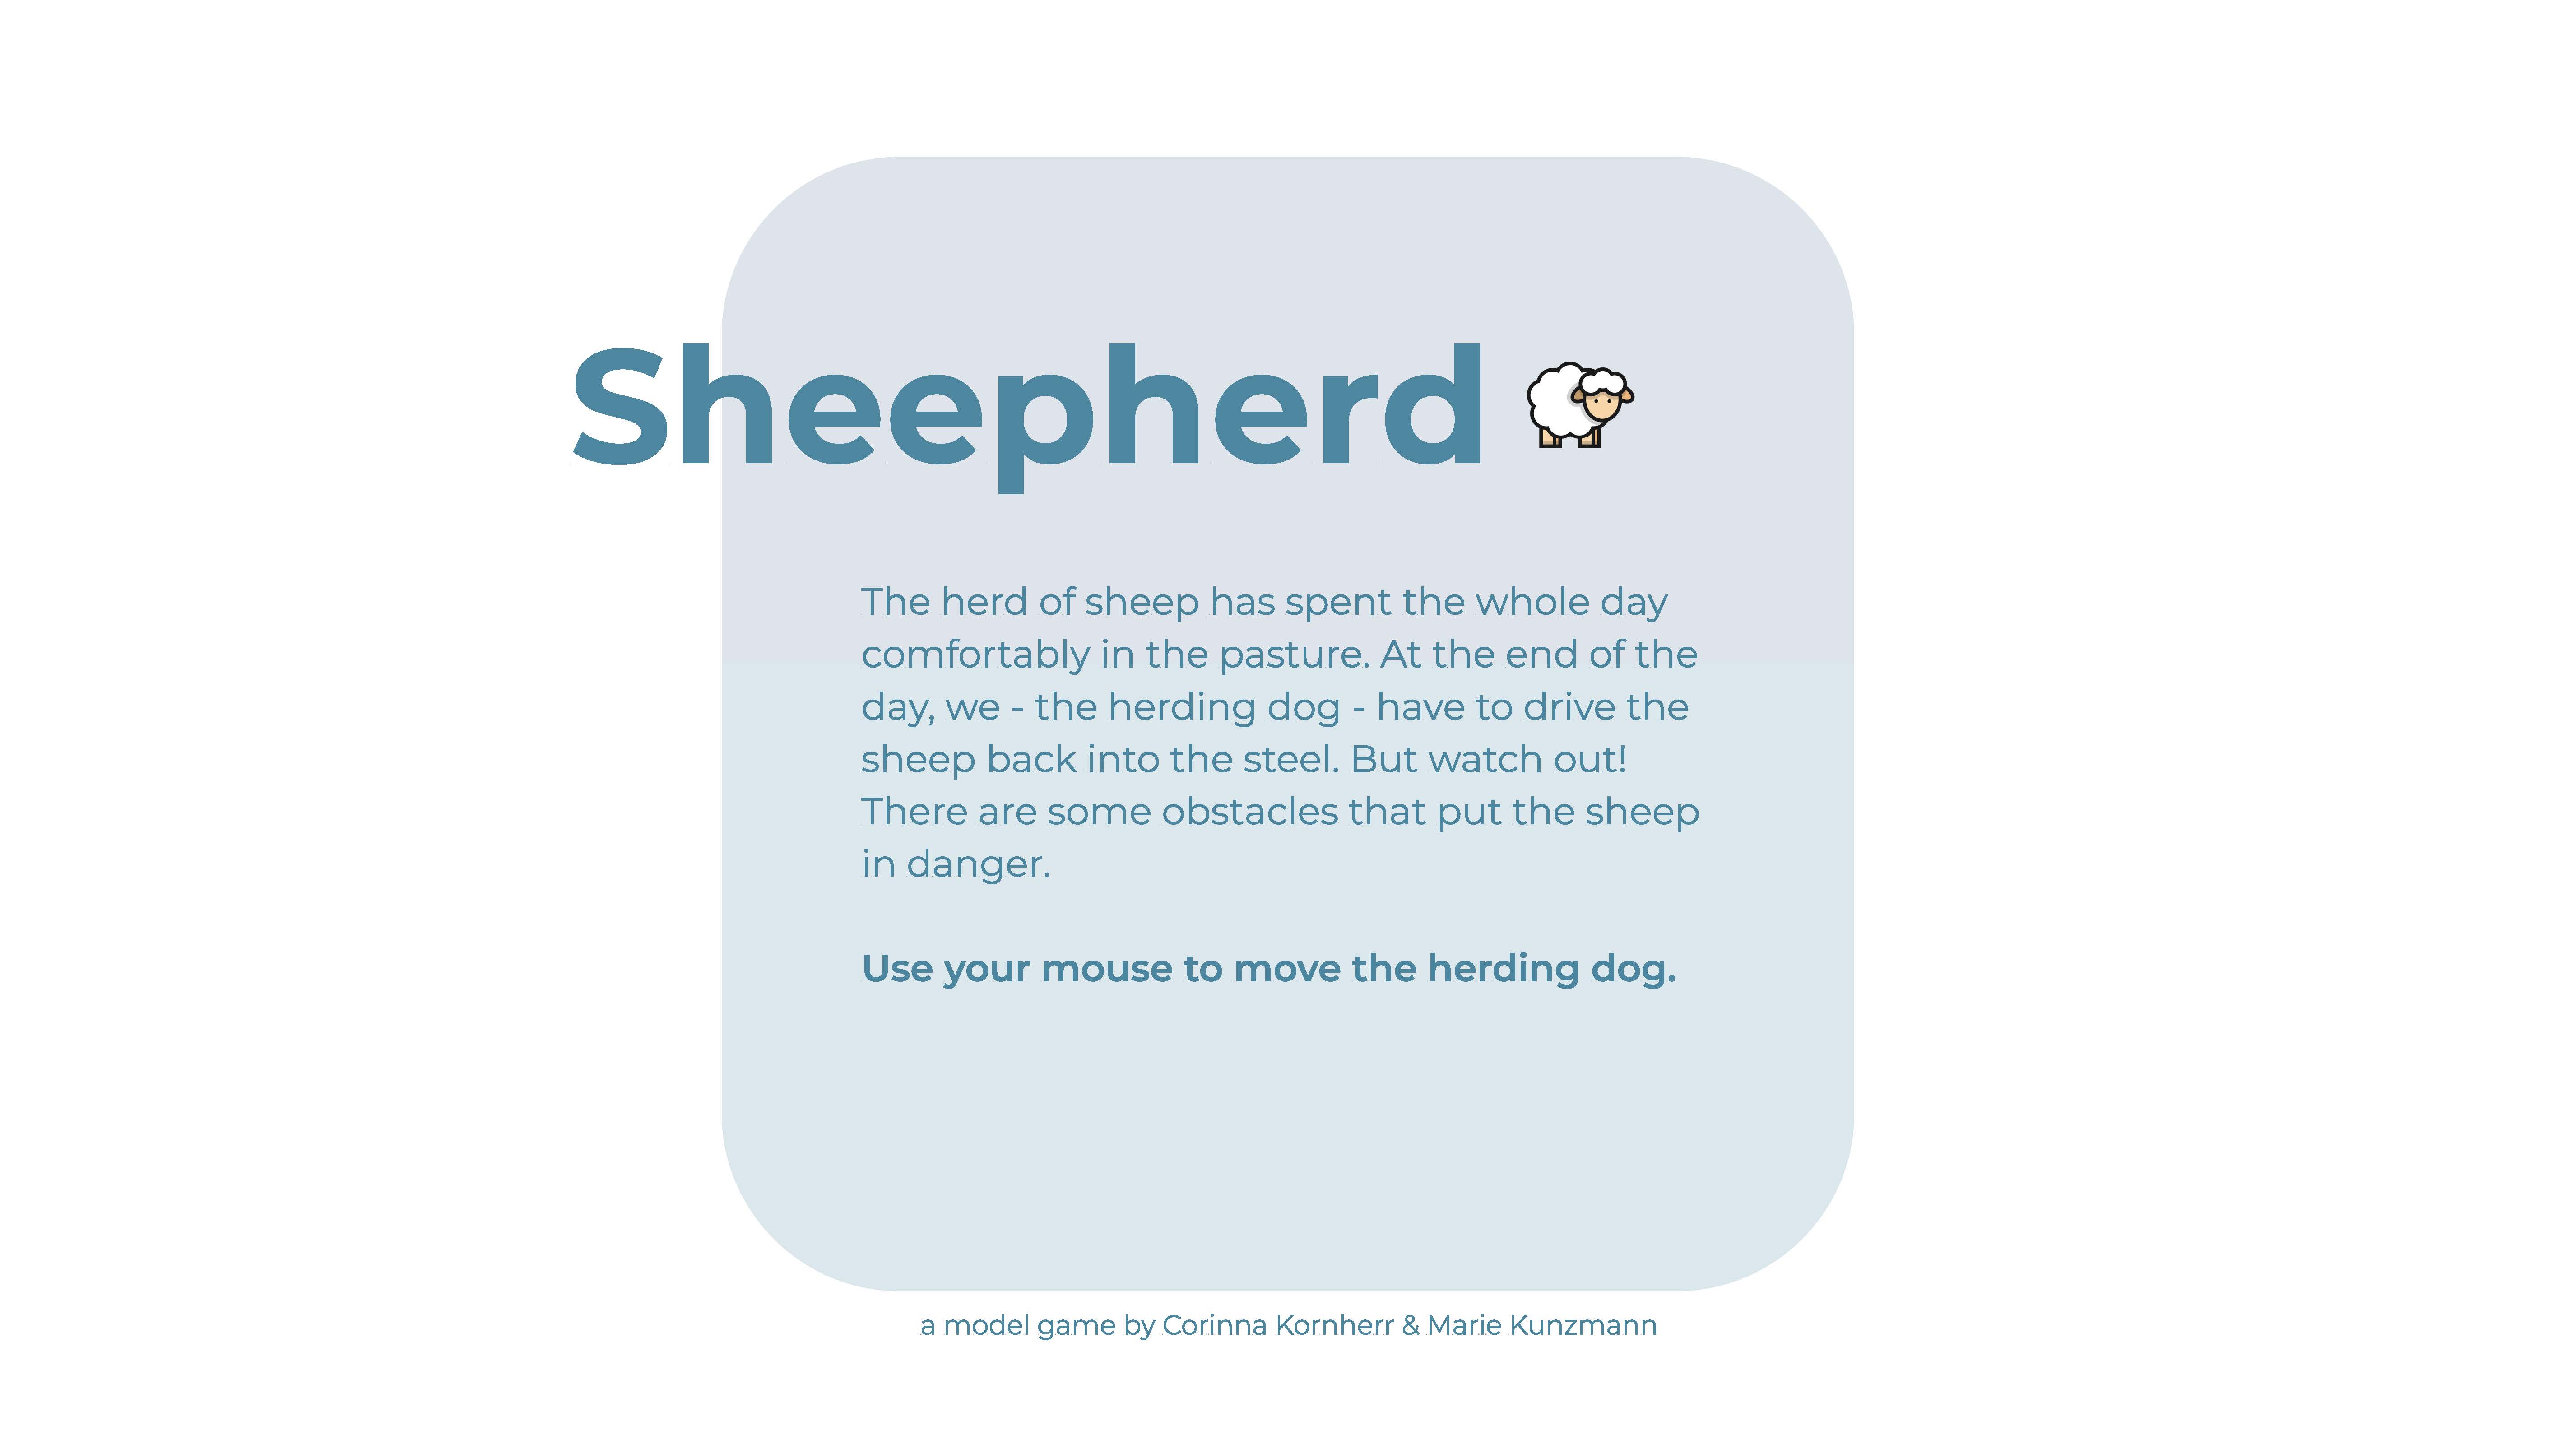 Sheepherd
The herd of sheep has spent the whole day
comfortably in the pasture. At the end of the
day, we - the herding dog - have to drive the
sheep back into the steel. But watch out!
There are some obstacles that put the sheep
in danger.
Use your mouse to move the herding dog.
a model game by Corinna Kornherr & Marie Kunzmann